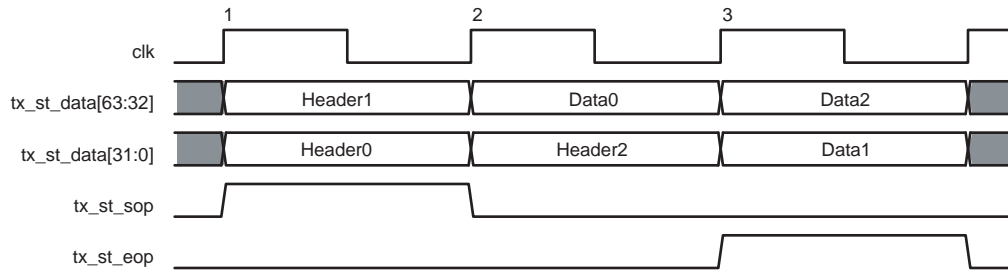 1 2 3
clk
tx_st_data[63:32] Header1 Data0 Data2
tx_st_data[31:0] Header0 Header2 Data1
tx_st_sop
tx_st_eop